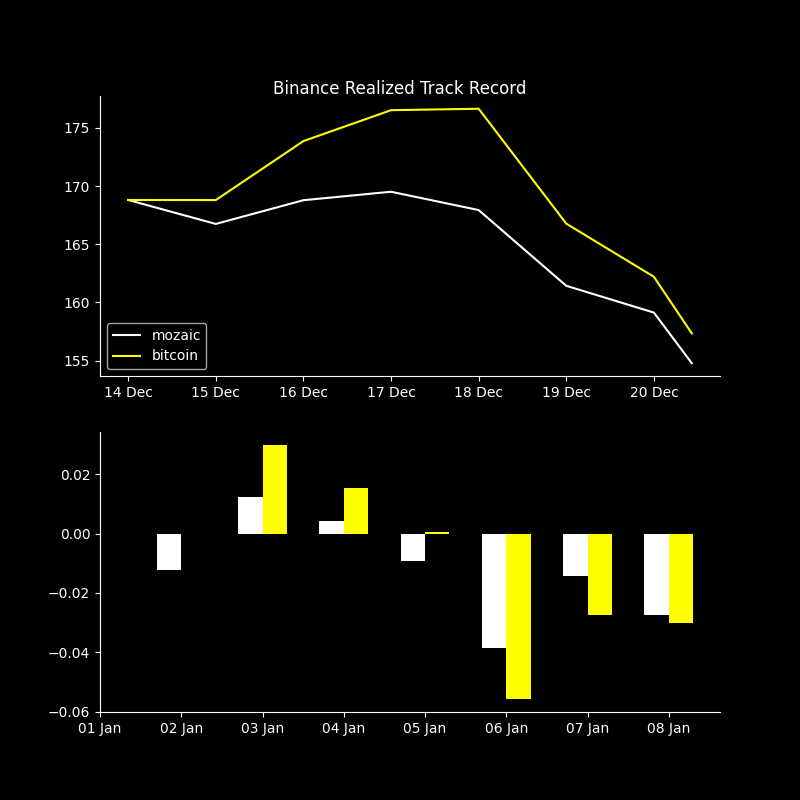 Binance Realized Track Record
175
170
165
160
155
mozaic
bitcoin
14 Dec 15 Dec 16 Dec 17 Dec 18 Dec 19 Dec 20 Dec
0.02
0.00
−0.02
−0.04
−0.06
01 Jan 02 Jan 03 Jan 04 Jan 05 Jan 06 Jan 07 Jan 08 Jan